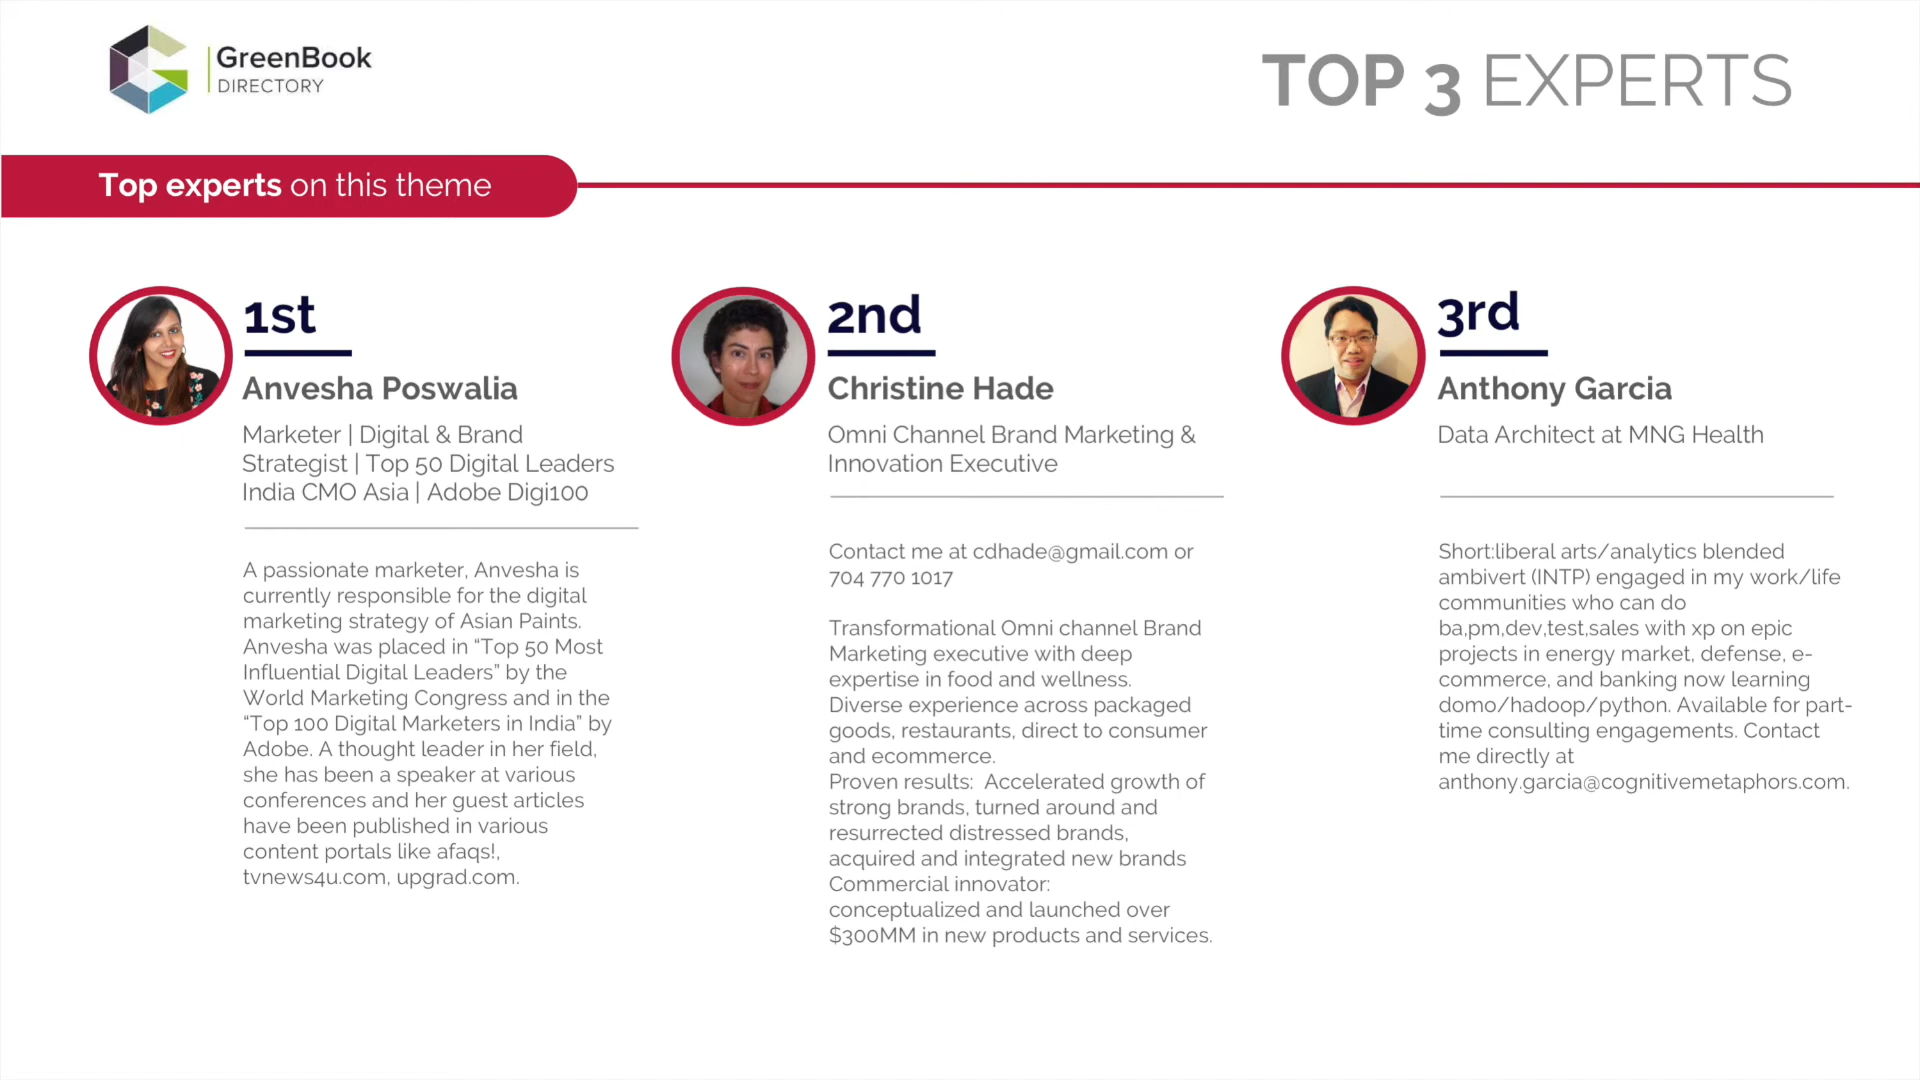 GreenBook
DIRECTORY
TOP 3 EXPERTS
Top experts on this theme
1st
Anvesha Poswalia
Marketer | Digital & Brand
Strategist | Top 50 Digital Leaders
India CMO Asia | Adobe Digi100
A passionate marketer, Anvesha is
currently responsible for the digital
marketing strategy of Asian Paints.
Anvesha was placed in “Top 50 Most
Influential Digital Leaders” by the
World Marketing Congress and in the
“Top 100 Digital Marketers in India” by
Adobe. A thought leader in her field,
she has been a speaker at various
conferences and her guest articles
have been published in various
content portals like afaqs!,
tvnews4u.com, upgrad.com.
2nd
Christine Hade
Omni Channel Brand Marketing &
Innovation Executive
Contact me at cdhade@gmail.com or
704 770 1017
Transformational Omni channel Brand
Marketing executive with deep
expertise in food and wellness.
Diverse experience across packaged
goods, restaurants, direct to consumer
and ecommerce.
Proven results:  Accelerated growth of
strong brands, turned around and
resurrected distressed brands,
acquired and integrated new brands
Commercial innovator:
conceptualized and launched over
$300MM in new products and services.
3rd
Anthony Garcia
Data Architect at MNG Health
Short:liberal arts/analytics blended
ambivert (INTP) engaged in my work/life
communities who can do
ba,pm,dev,test,sales with xp on epic
projects in energy market, defense, e-
commerce, and banking now learning
domo/hadoop/python. Available for part-
time consulting engagements. Contact
me directly at
anthony.garcia@cognitivemetaphors.com.